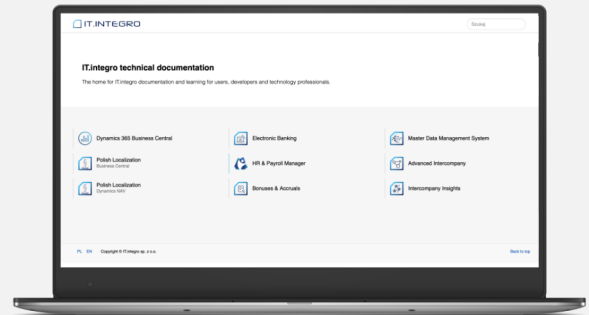 IT.INTEGRO
Szukaj
IT.integro technical documentation
The home for IT.integro documentation and learning for users, developers and technology professionals.
Dynamics 365 Business Central
Electronic Banking
Master Data Management System
Polish Localization
Business Central
HR & Payroll Manager
Advanced Intercompany
Polish Localization
Dynamics NAV
Bonuses & Accruals
Intercompany Insights
PL EN Copyright © IT.integro sp. z o.o.
Back to top